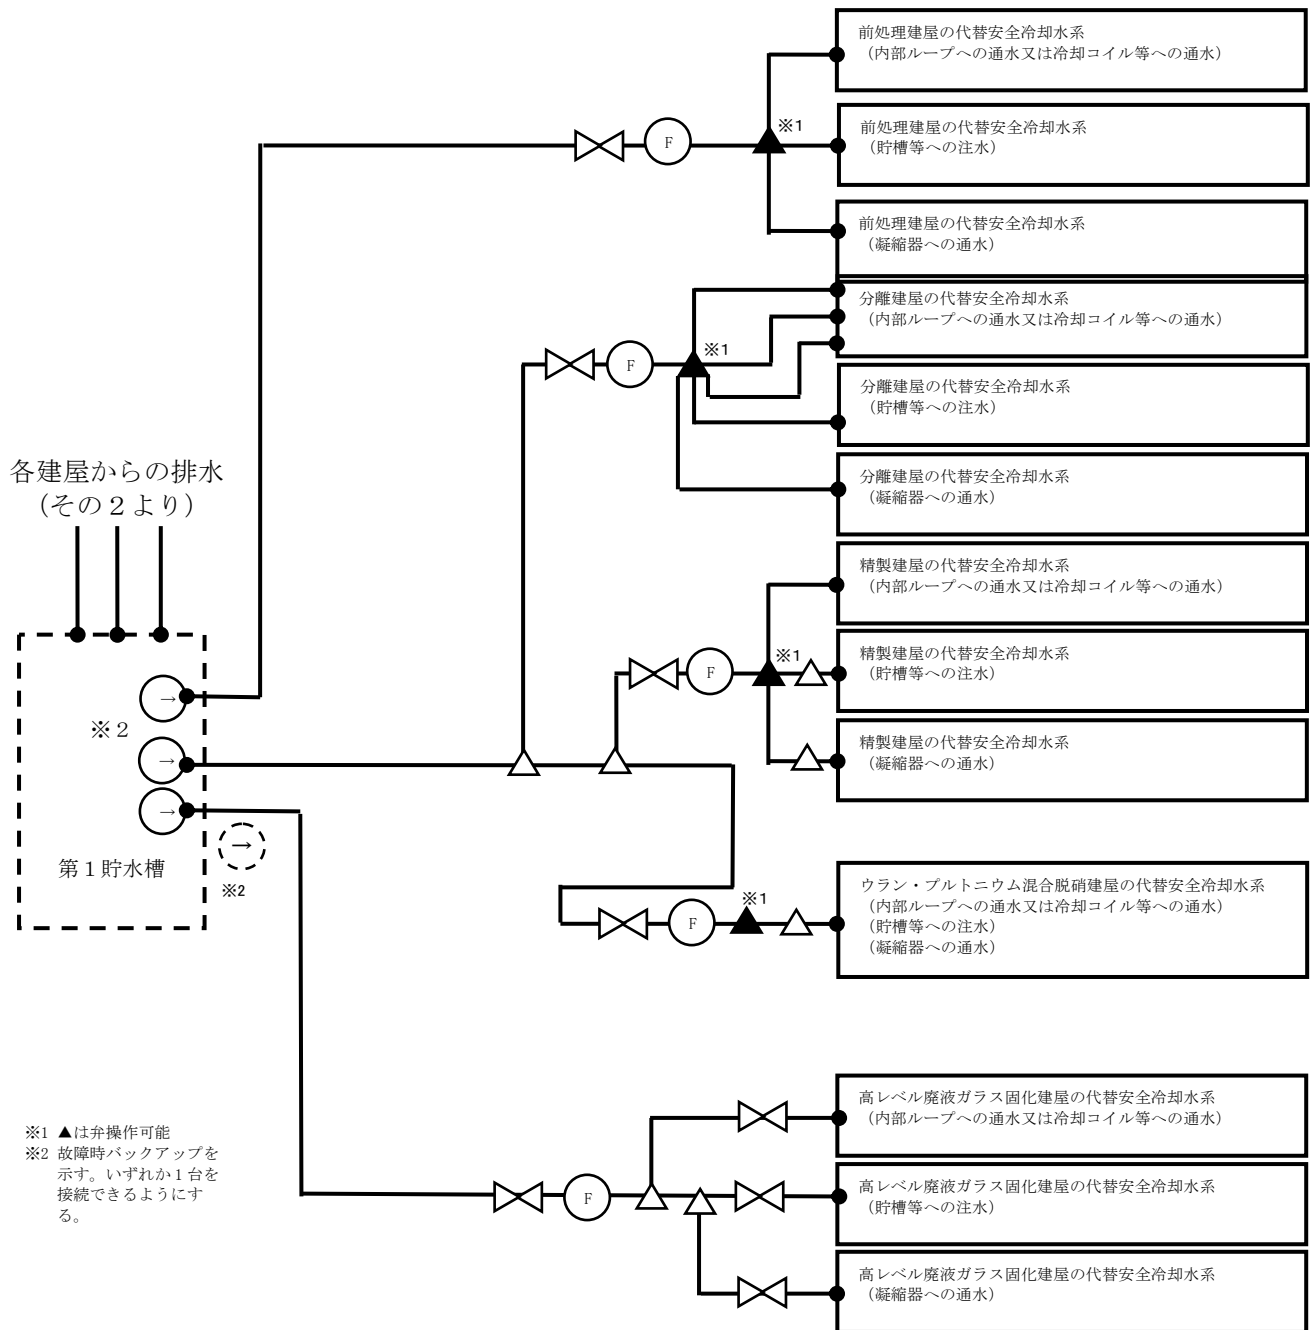 前処理建屋の代替安全冷却水系
（内部ループへの通水又は冷却コイル等への通水）
※1
F
前処理建屋の代替安全冷却水系
（貯槽等への注水）
前処理建屋の代替安全冷却水系
（凝縮器への通水）
分離建屋の代替安全冷却水系
（内部ループへの通水又は冷却コイル等への通水）
※1
F
分離建屋の代替安全冷却水系
（貯槽等への注水）
各建屋からの排水
（その２より）
分離建屋の代替安全冷却水系
（凝縮器への通水）
精製建屋の代替安全冷却水系
（内部ループへの通水又は冷却コイル等への通水）
※1
F
精製建屋の代替安全冷却水系
（貯槽等への注水）
→
※２
→
→
精製建屋の代替安全冷却水系
（凝縮器への通水）
→
※2
第１貯水槽
※1
F
ウラン・プルトニウム混合脱硝建屋の代替安全冷却水系
（内部ループへの通水又は冷却コイル等への通水）
（貯槽等への注水）
（凝縮器への通水）
高レベル廃液ガラス固化建屋の代替安全冷却水系
（内部ループへの通水又は冷却コイル等への通水）
※1 ▲は弁操作可能
※2 故障時バックアップを
示す。いずれか１台を
接続できるようにす
る。
F
高レベル廃液ガラス固化建屋の代替安全冷却水系
（貯槽等への注水）
高レベル廃液ガラス固化建屋の代替安全冷却水系
（凝縮器への通水）